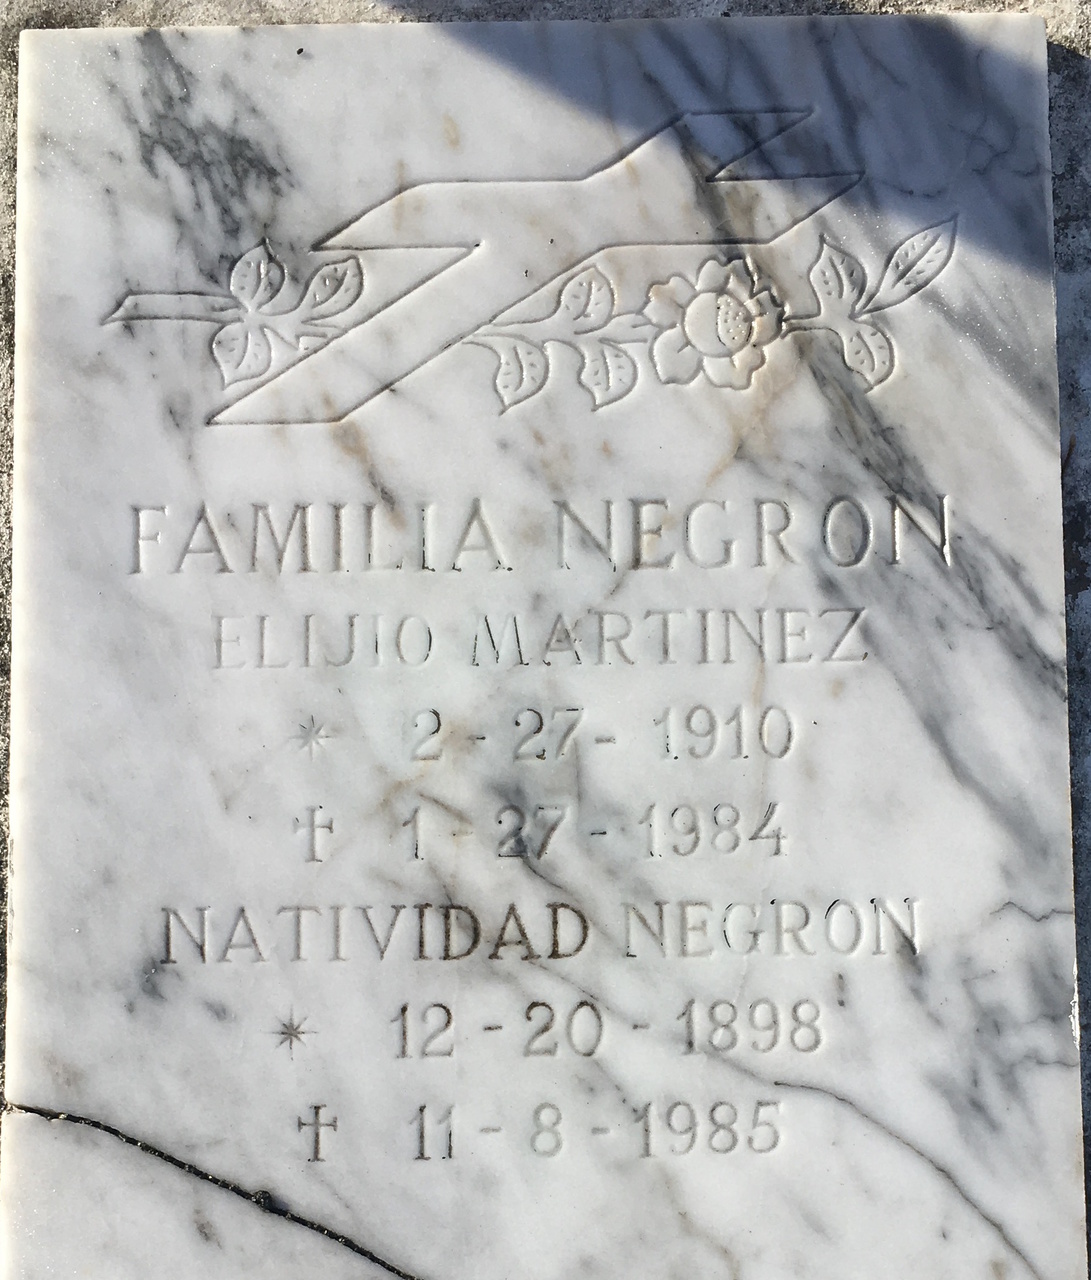 FAMILIA NEGRON
ELIJIO MARTINEZ
* 2 - 27 - 1910
✝ 1 - 27 - 1984
NATIVIDAD NEGRON
* 12 - 20 - 1898
✝ 11 - 8 - 1985